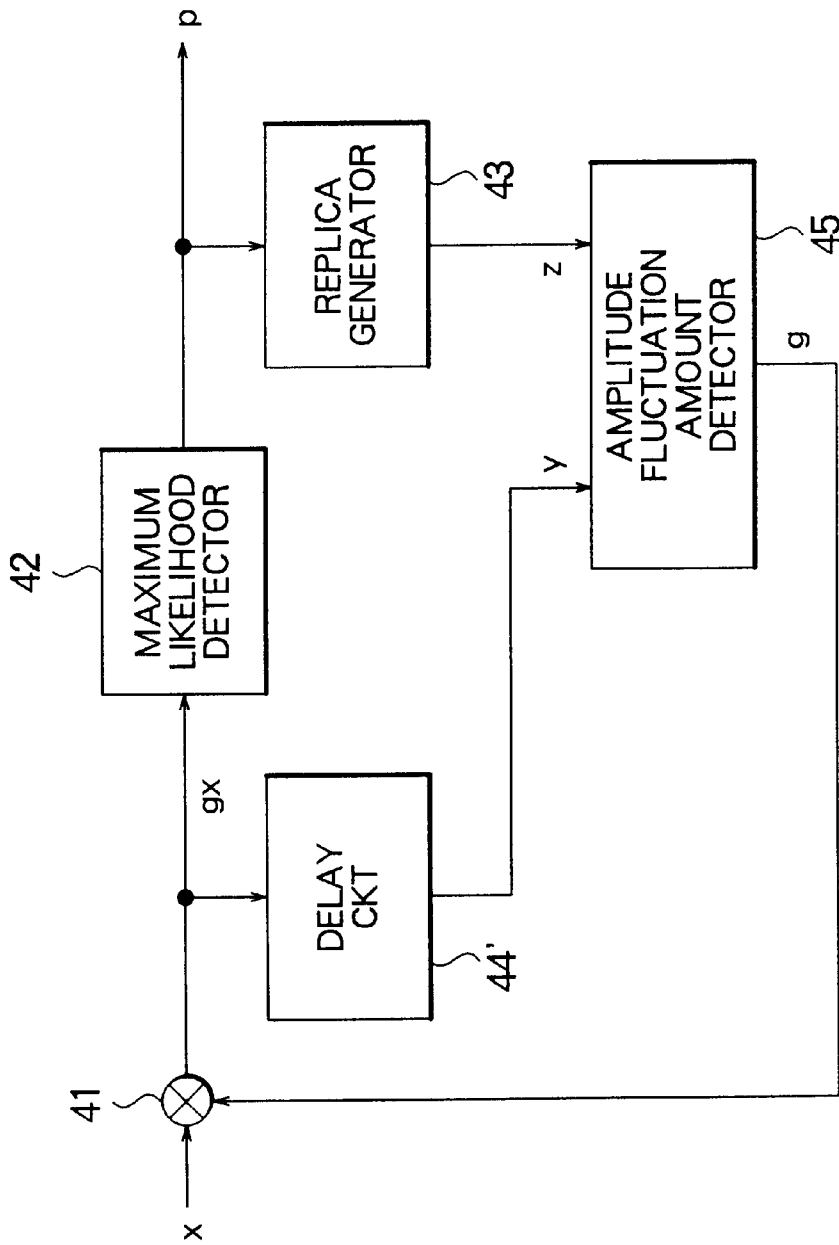 42
MAXIMUM
LIKELIHOOD
DETECTOR
p
41
x
gx
DELAY
CKT
44'
REPLICA
GENERATOR
43
y
z
AMPLITUDE
FLUCTUATION
AMOUNT
DETECTOR
45
g